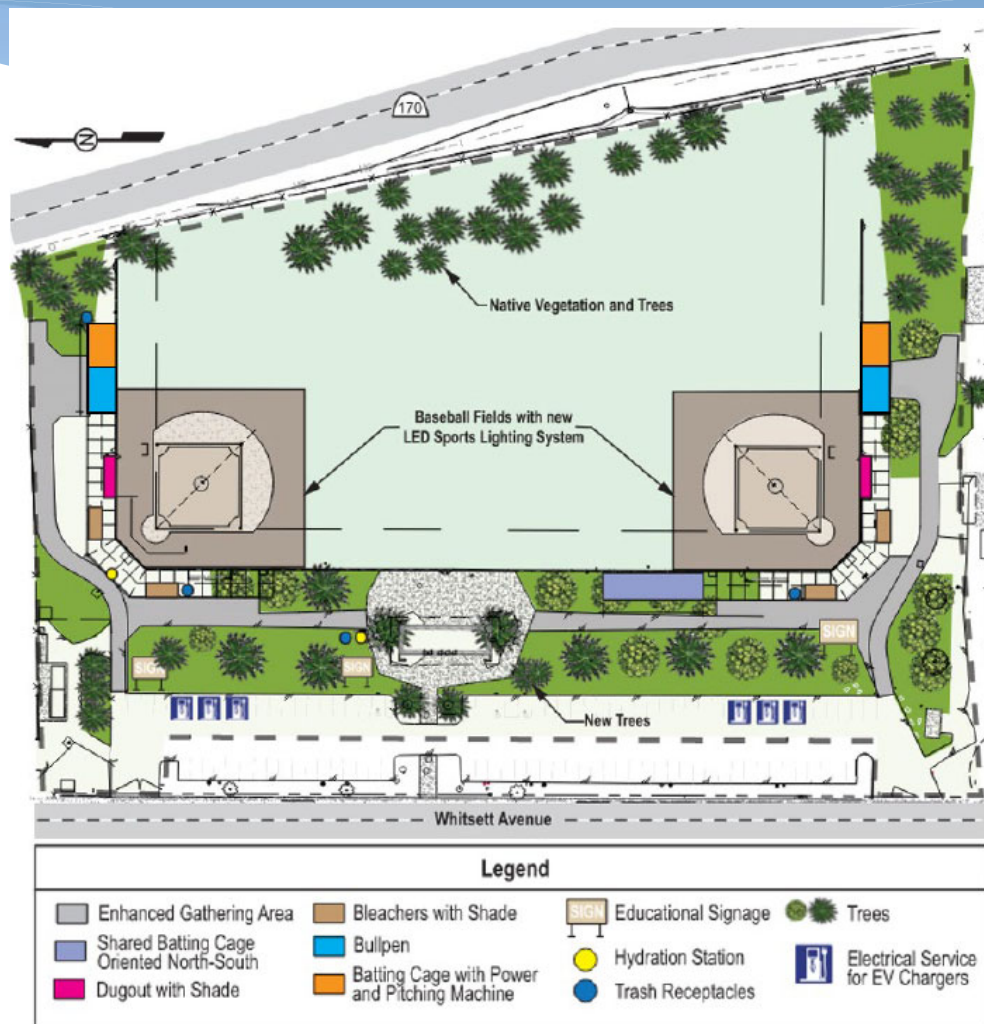 170
N
Native Vegetation and Trees
Baseball Fields with new
LED Sports Lighting System
SIGN
SIGN
SIGN
New Trees
Whitsett Avenue
Legend
Enhanced Gathering Area
Shared Batting Cage
Oriented North-South
Dugout with Shade
Bleachers with Shade
Bullpen
Batting Cage with Power
and Pitching Machine
SIGN Educational Signage
Hydration Station
Trash Receptacles
Trees
Electrical Service
for EV Chargers